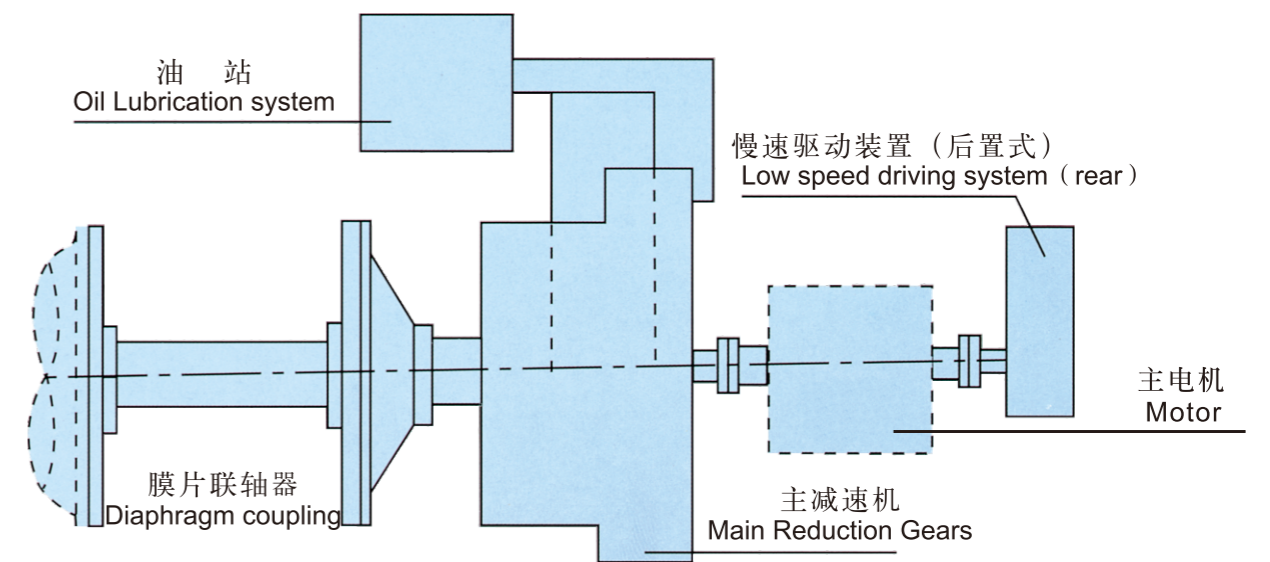 油 站
Oil Lubrication system
慢速驱动装置（后置式）
Low speed driving system（rear）
主电机
Motor
膜片联轴器
Diaphragm coupling
主减速机
Main Reduction Gears